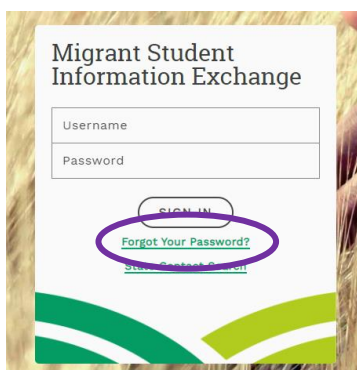 Migrant Student
Information Exchange
Username
Password
SIGN IN
Forgot Your Password?
State Contact Search